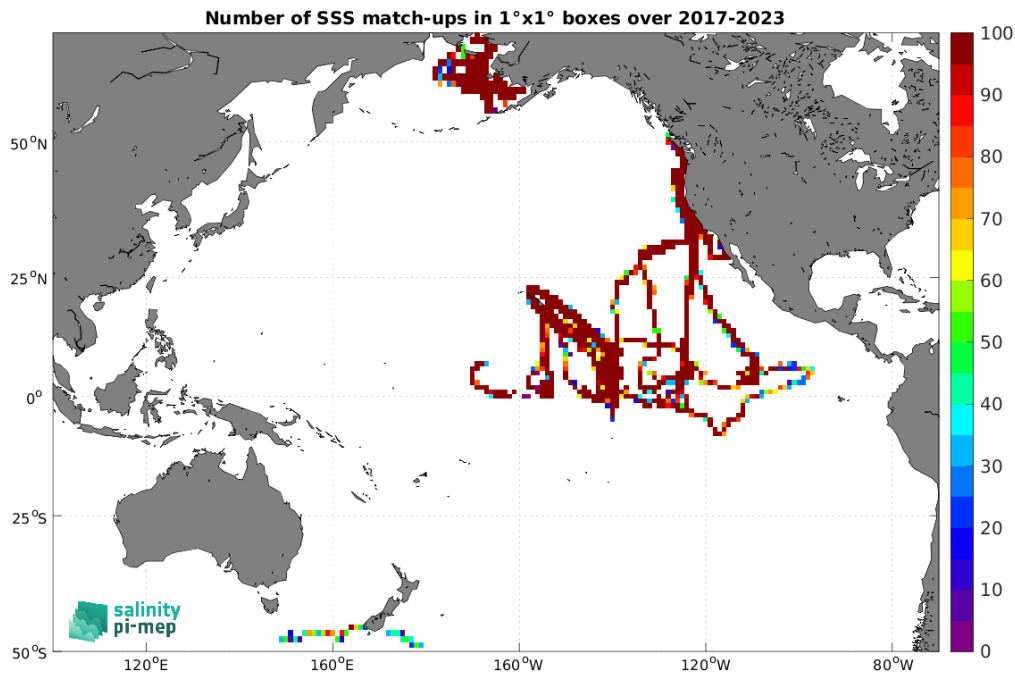 Number of SSS match-ups in 1°x1° boxes over 2017-2023
100
90
80
70
60
50
40
30
20
10
0
50°N
25°N
0°
25°S
50°S
120°E
160°E
160°W
120°W
80°W
salinity
pi-mep